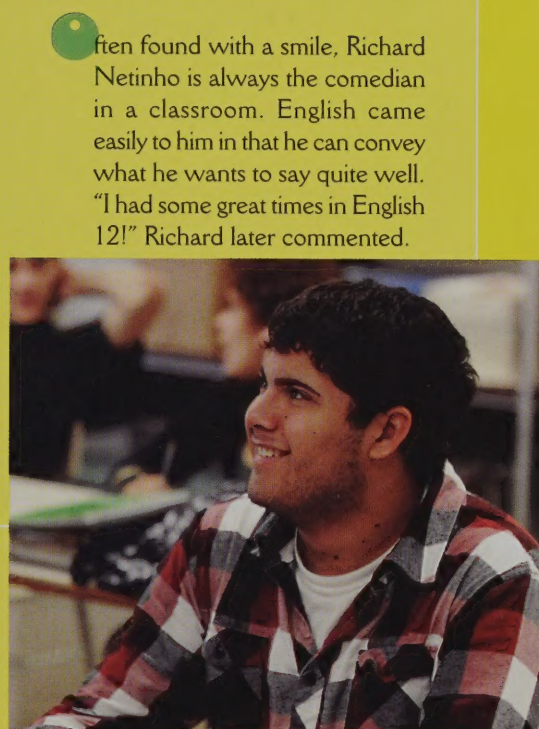 Often found with a smile, Richard
Netinho is always the comedian
in a classroom. English came
easily to him in that he can convey
what he wants to say quite well.
"I had some great times in English
12!" Richard later commented.